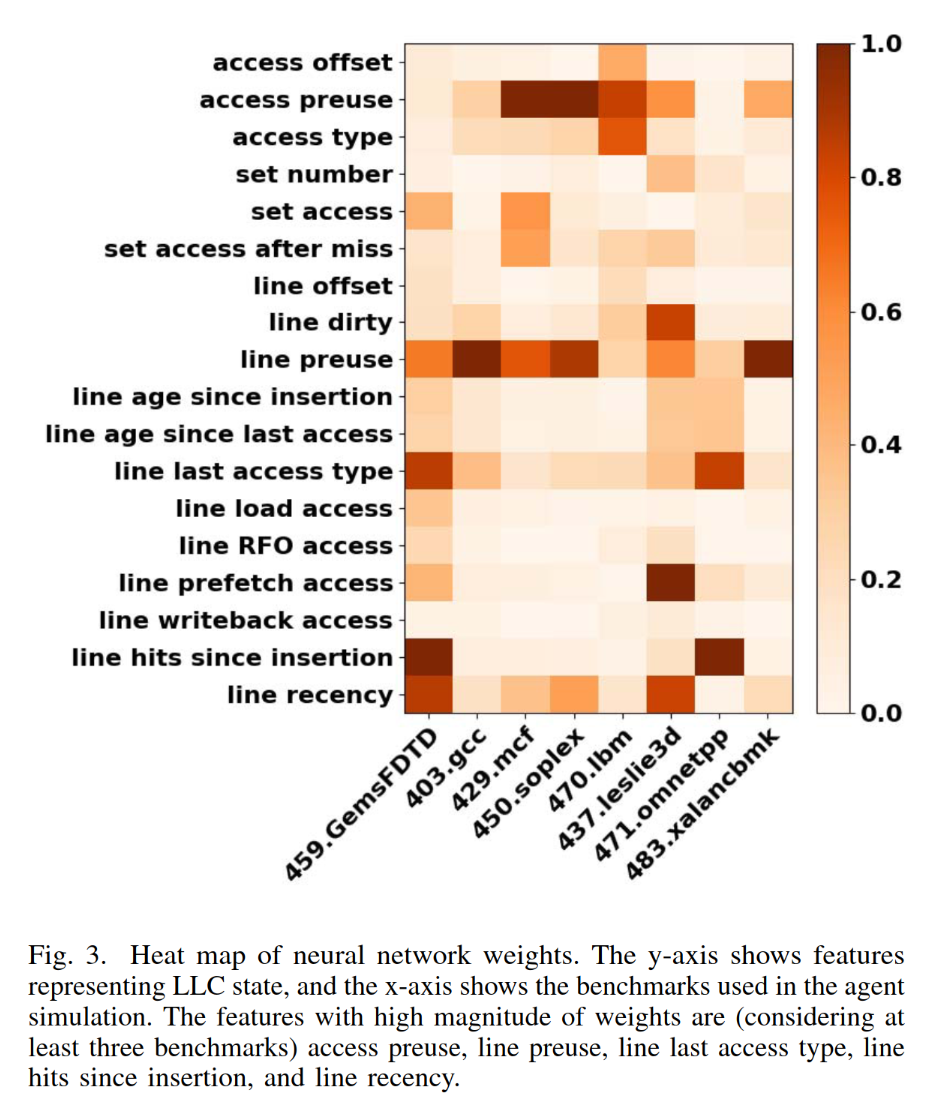 access offset
access preuse
access type
set number
set access
set access after miss
line offset
line dirty
line preuse
line age since insertion
line age since last access
line last access type
line load access
line RFO access
line prefetch access
line writeback access
line hits since insertion
line recency
1.0
0.8
0.6
0.4
0.2
0.0
459.GemsFDTD
403.gcc
429.mcf
450.soplex
470.lbm
437.leslie3d
471.omnetpp
483.xalancbmk
Fig. 3. Heat map of neural network weights. The y-axis shows features
representing LLC state, and the x-axis shows the benchmarks used in the agent
simulation. The features with high magnitude of weights are (considering at
least three benchmarks) access preuse, line preuse, line last access type, line
hits since insertion, and line recency.